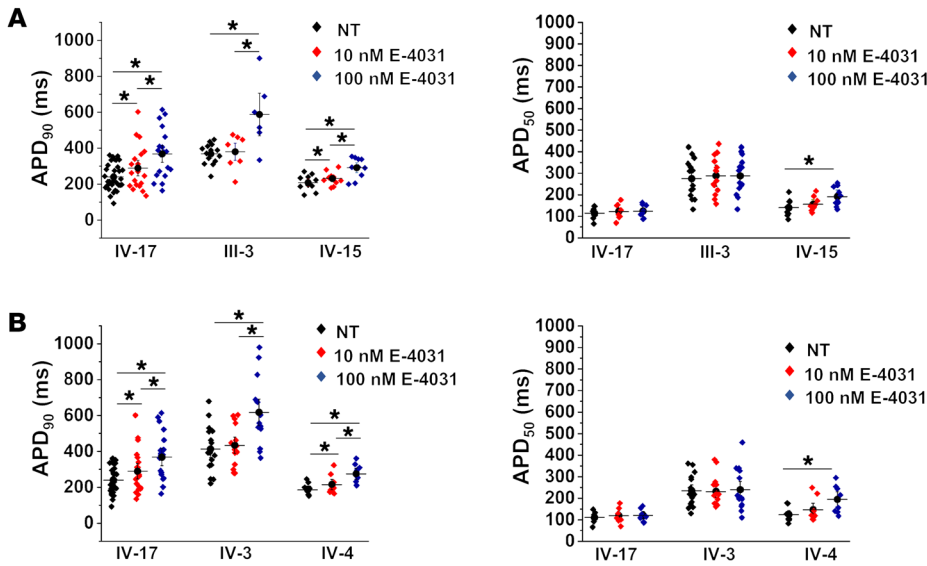 A
APD90 (ms)
1000
800
600
400
200
0
* * *
* *
* * *
NT
10 nM E-4031
100 nM E-4031
IV-17 III-3 IV-15
APD50 (ms)
1000
900
800
700
600
500
400
300
200
100
0
*
NT
10 nM E-4031
100 nM E-4031
IV-17 III-3 IV-15
B
APD90 (ms)
1000
800
600
400
200
0
* * *
* *
* * *
NT
10 nM E-4031
100 nM E-4031
IV-17 IV-3 IV-4
APD50 (ms)
1000
900
800
700
600
500
400
300
200
100
0
*
NT
10 nM E-4031
100 nM E-4031
IV-17 IV-3 IV-4